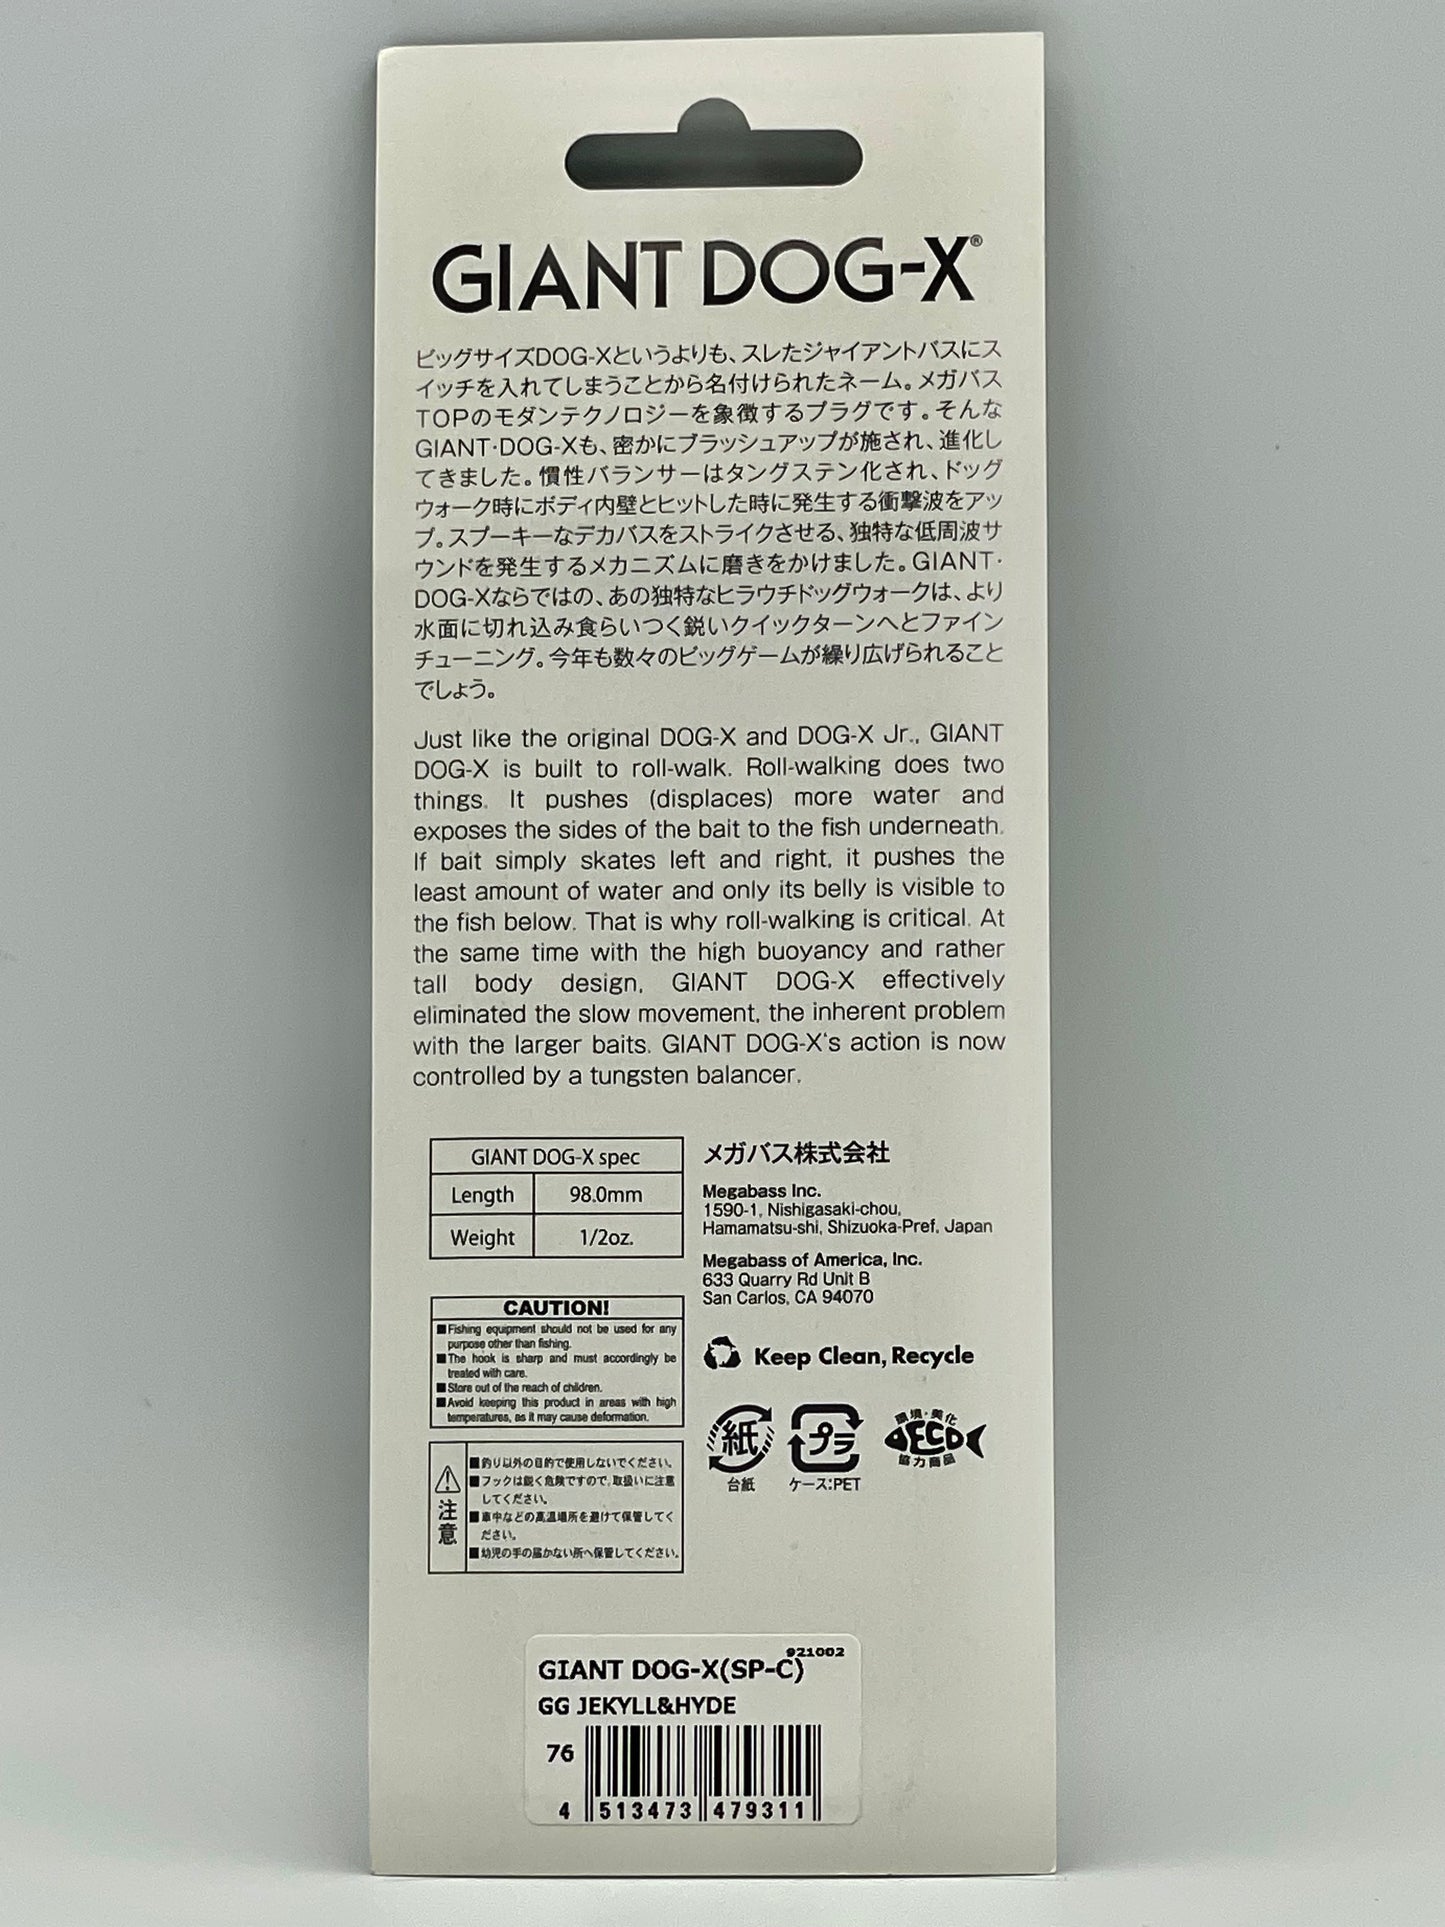 GIANT DOG-X®
ビッグサイズDOG-Xというよりも、スレたジャイアントバスにス
イッチを入れてしまうことから名付けられたネーム。メガバス
TOPのモダンテクノロジーを象徴するプラグです。そんな
GIANT·DOG-Xも、密かにブラッシュアップが施され、進化し
てきました。慣性バランサーはタングステン化され、ドッグ
ウォーク時にボディ内壁とヒットした時に発生する衝撃波をアッ
プ。スプーキーなデカバスをストライクさせる、独特な低周波サ
ウンドを発生するメカニズムに磨きをかけました。GIANT·
DOG-Xならではの、あの独特なヒラウチドッグウォークは、より
水面に切れ込み食らいつく鋭いクイックターンへとファイン
チューニング。今年も数々のビッグゲームが繰り広げられること
でしょう。
Just like the original DOG-X and DOG-X Jr., GIANT
DOG-X is built to roll-walk. Roll-walking does two
things. It pushes (displaces) more water and
exposes the sides of the bait to the fish underneath.
If bait simply skates left and right, it pushes the
least amount of water and only its belly is visible to
the fish below. That is why roll-walking is critical. At
the same time with the high buoyancy and rather
tall body design, GIANT DOG-X effectively
eliminated the slow movement, the inherent problem
with the larger baits. GIANT DOG-X‘s action is now
controlled by a tungsten balancer.
GIANT DOG-X spec
Length 98.0mm
Weight 1/2oz.
メガバス株式会社
Megabass Inc.
1590-1, Nishigasaki-chou,
Hamamatsu-shi, Shizuoka-Pref, Japan
Megabass of America, Inc.
633 Quarry Rd Unit B
San Carlos, CA 94070
CAUTION!
■Fishing equipment should not be used for any
purpose other than fishing.
■The hook is sharp and must accordingly be
treated with care.
■Store out of the reach of children.
■Avoid keeping this product in areas with high
temperatures, as it may cause deformation.
Keep Clean, Recycle
紙
台紙
プラ
ケース:PET
環境·美化
ECO
協力商品
注意
■釣り以外の目的で使用しないでください。
■フックは鋭く危険ですので、取扱いに注意
してください。
■車中などの高温場所を避けて保管してく
ださい。
■幼児の手の届かない所へ保管してください。
921002
GIANT DOG-X(SP-C)
GG JEKYLL&HYDE
76
4 513473 479311